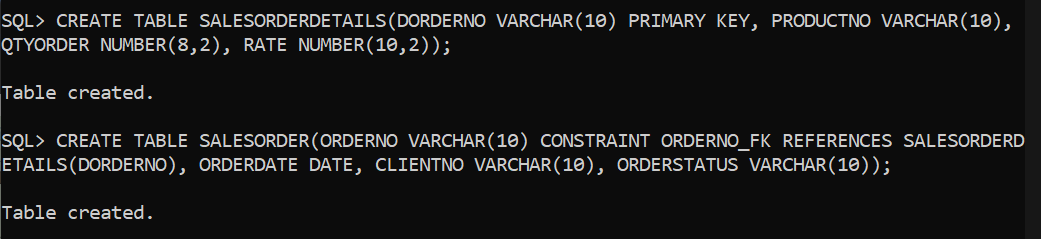 SQL> CREATE TABLE SALESORDERDETAILS(DORDERNO VARCHAR(10) PRIMARY KEY, PRODUCTNO VARCHAR(10),
QTYORDER NUMBER(8,2), RATE NUMBER(10,2));
Table created.
SQL> CREATE TABLE SALESORDER(ORDERNO VARCHAR(10) CONSTRAINT ORDERNO_FK REFERENCES SALESORDERD
ETAILS(DORDERNO), ORDERDATE DATE, CLIENTNO VARCHAR(10), ORDERSTATUS VARCHAR(10));
Table created.